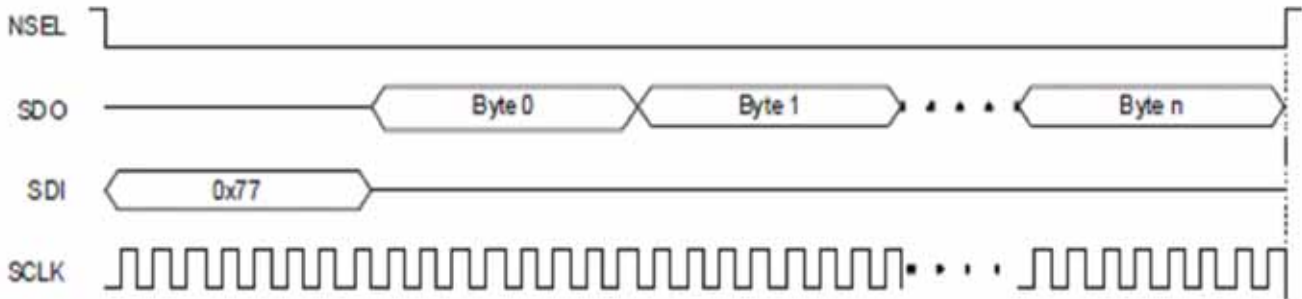 NSEL
SDO Byte 0 Byte 1 Byte n
SDI 0x77
SCLK